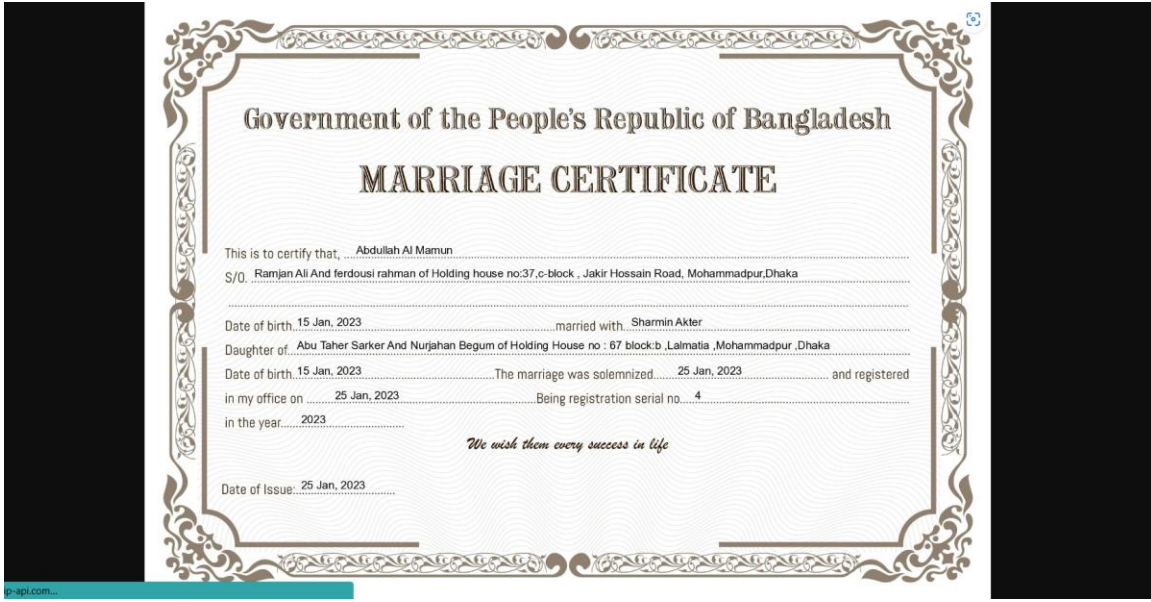 Government of the People's Republic of Bangladesh
MARRIAGE CERTIFICATE
This is to certify that, Abdullah Al Mamun
S/O. Ramjan Ali And ferdousi rahman of Holding house no:37,c-block , Jakir Hossain Road, Mohammadpur,Dhaka
Date of birth 15 Jan, 2023 married with Sharmin Akter
Daughter of Abu Taher Sarker And Nurjahan Begum of Holding House no : 67 block:b ,Lalmatia ,Mohammadpur ,Dhaka
Date of birth 15 Jan, 2023 The marriage was solemnized 25 Jan, 2023 and registered
in my office on 25 Jan, 2023 Being registration serial no 4
in the year 2023
We wish them every success in life
Date of Issue: 25 Jan, 2023
ip-api.com...